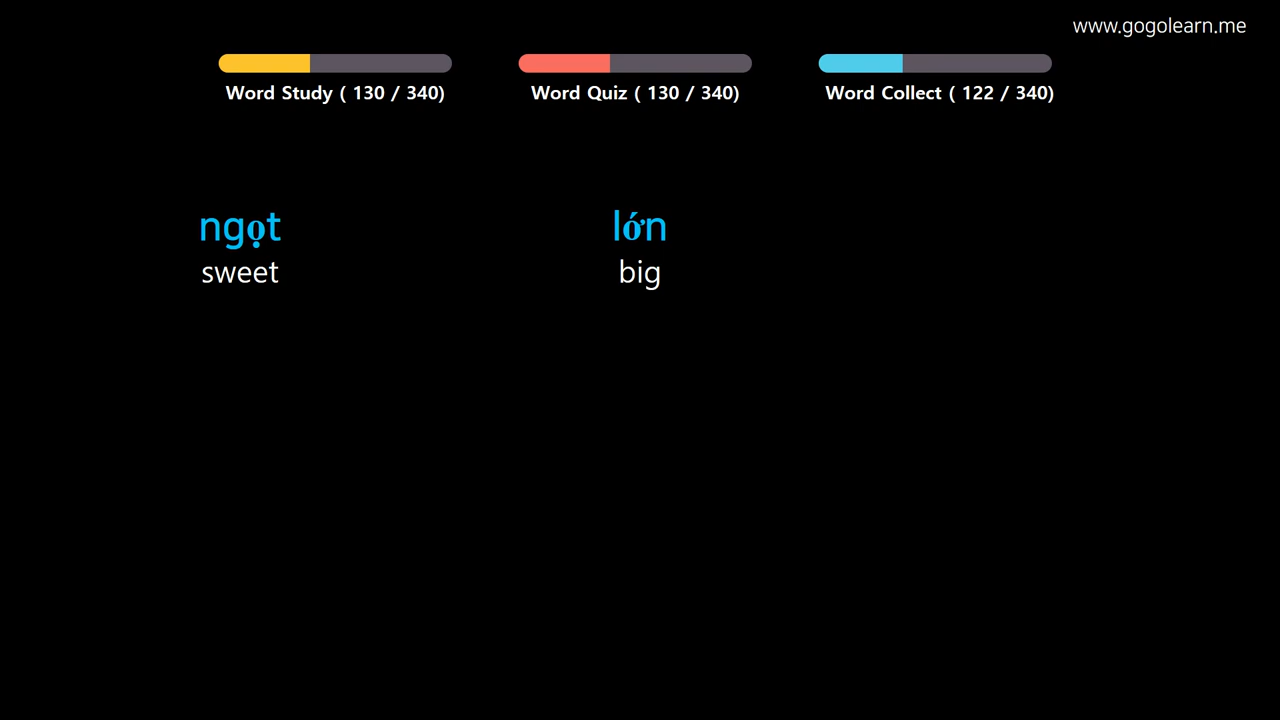 www.gogolearn.me
Word Study ( 130 / 340)
Word Quiz ( 130 / 340)
Word Collect ( 122 / 340)
ngọt
sweet
lớn
big